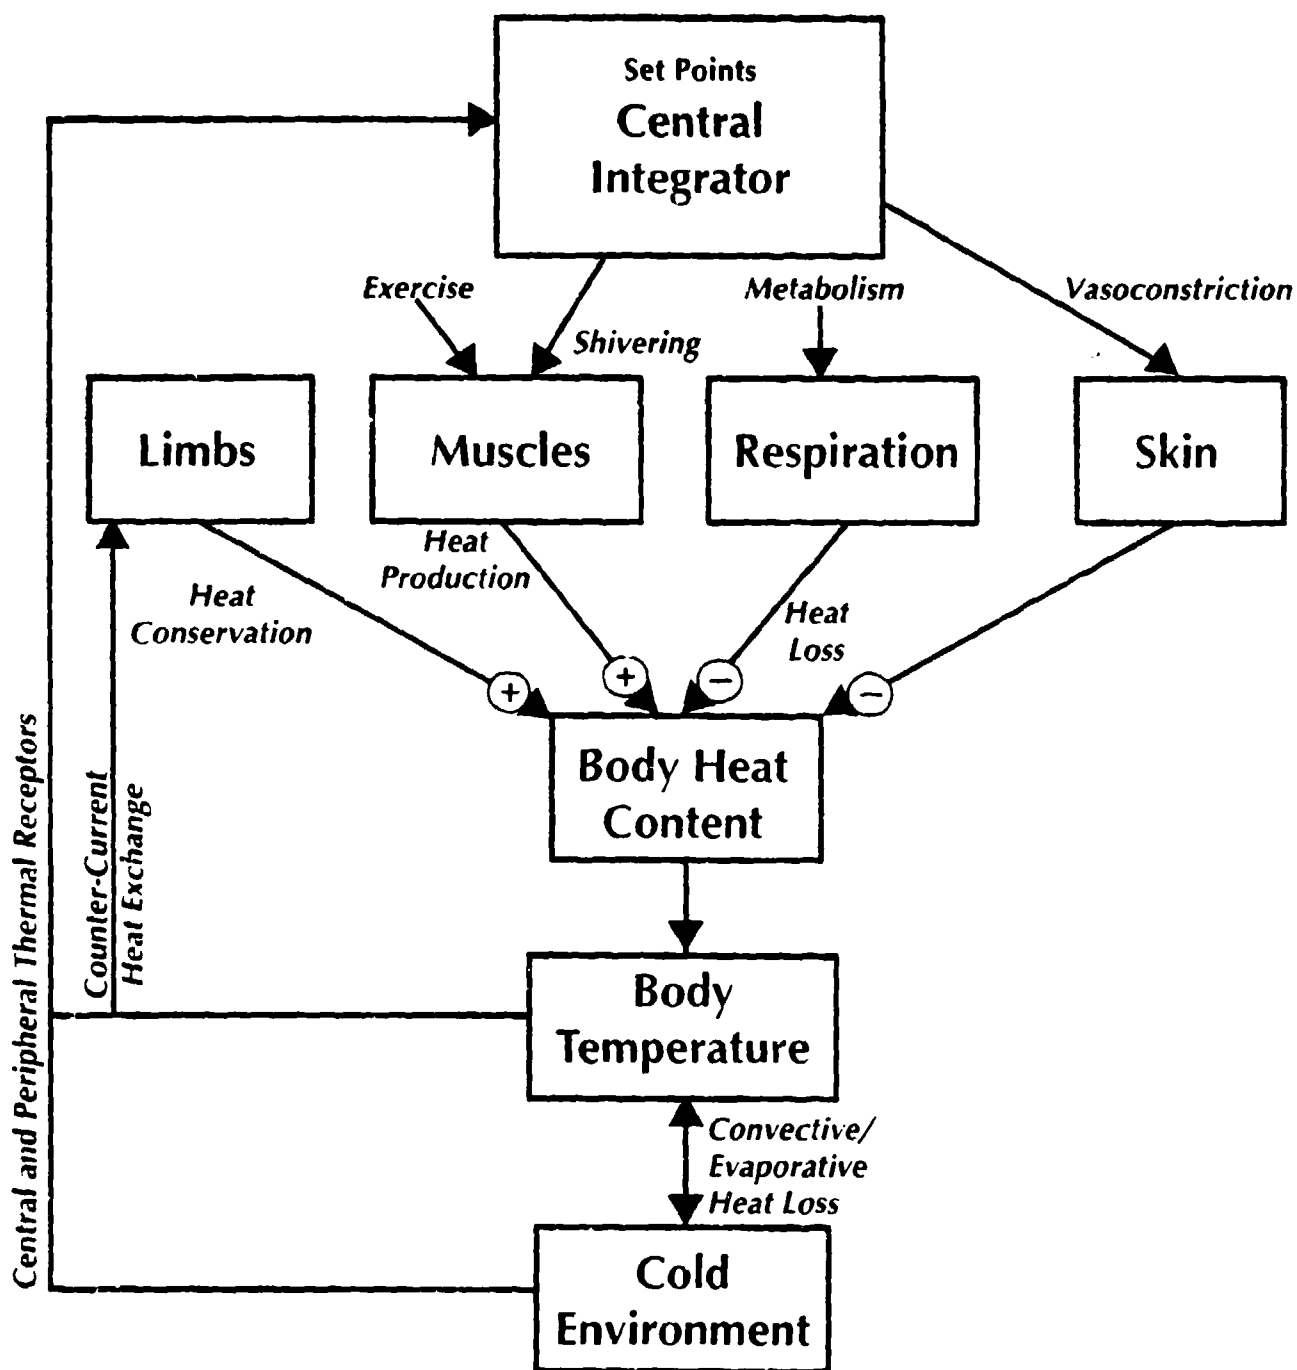 Set Points
Central
Integrator
Exercise
Metabolism
Vasoconstriction
Shivering
Limbs
Muscles
Respiration
Skin
Heat
Production
Heat
Conservation
Heat
Loss
+
+
−
−
Body Heat
Content
Central and Peripheral Thermal Receptors
Counter-Current
Heat Exchange
Body
Temperature
Convective/
Evaporative
Heat Loss
Cold
Environment